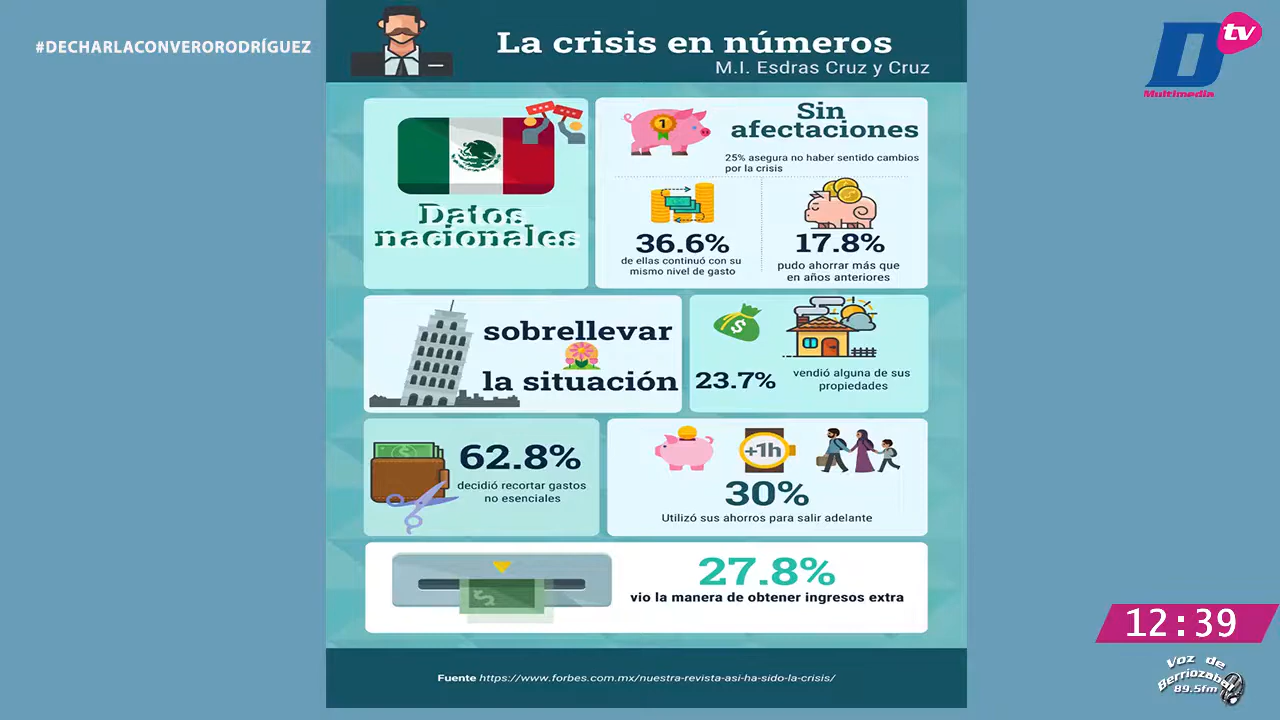 #DECHARLACONVERORODRÍGUEZ
La crisis en números
M.I. Esdras Cruz y Cruz
D tv
Multimedia
Datos
nacionales
1
Sin
afectaciones
25% asegura no haber sentido cambios
por la crisis
36.6%
de ellas continuó con su
mismo nivel de gasto
17.8%
pudo ahorrar más que
en años anteriores
sobrellevar
la situación
$
23.7%
vendió alguna de sus
propiedades
62.8%
decidió recortar gastos
no esenciales
+1h
30%
Utilizó sus ahorros para salir adelante
$
27.8%
vio la manera de obtener ingresos extra
Fuente https://www.forbes.com.mx/nuestra-revista-asi-ha-sido-la-crisis/
12:39
Voz de
Berriozabal
89.5fm